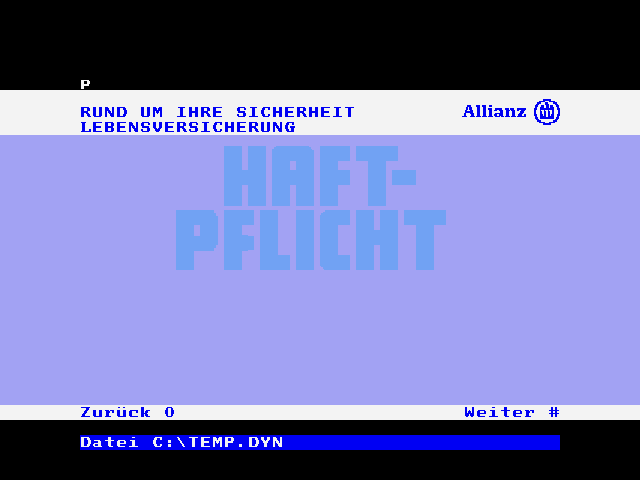 P
RUND UM IHRE SICHERHEIT
LEBENSVERSICHERUNG
Allianz
HAFT-
PFLICHT
Zurück 0
Weiter #
Datei C:\TEMP.DYN